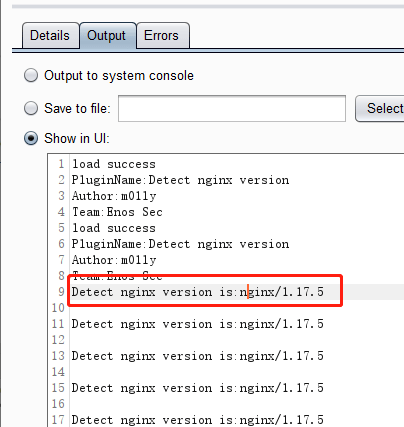 Details Output Errors
Output to system console
Save to file: Select
Show in UI:
1 load success
2 PluginName:Detect nginx version
3 Author:m01ly
4 Team:Enos Sec
5 load success
6 PluginName:Detect nginx version
7 Author:m01ly
8 Team:Enos Sec
9 Detect nginx version is:nginx/1.17.5
10
11 Detect nginx version is:nginx/1.17.5
12
13 Detect nginx version is:nginx/1.17.5
14
15 Detect nginx version is:nginx/1.17.5
16
17 Detect nginx version is:nginx/1.17.5